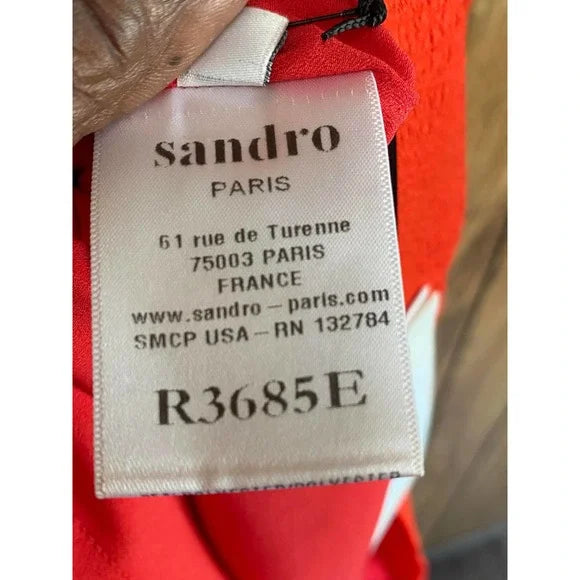 sandro
PARIS
61 rue de Turenne
75003 PARIS
FRANCE
www.sandro-paris.com
SMCP USA-RN 132784
R3685E